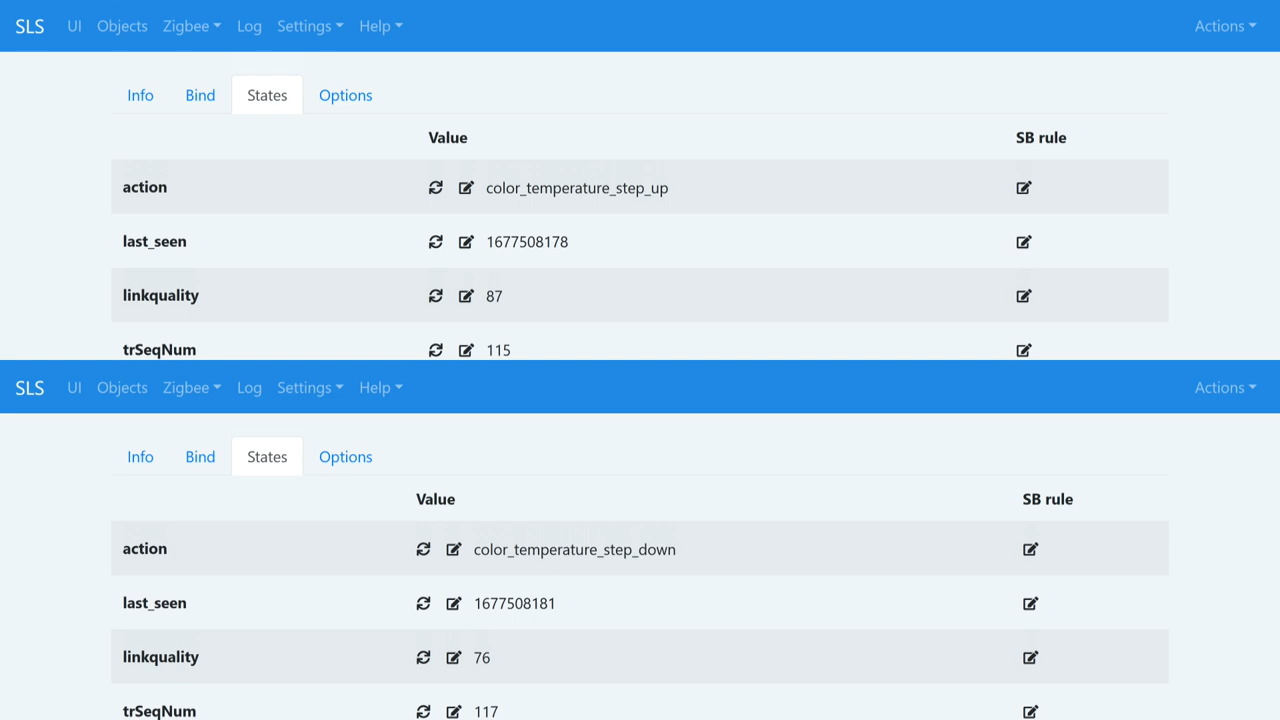 SLS UI Objects Zigbee Log Settings Help Actions
Info Bind States Options
Value SB rule
action color_temperature_step_up
last_seen 1677508178
linkquality 87
trSeqNum 115
SLS UI Objects Zigbee Log Settings Help Actions
Info Bind States Options
Value SB rule
action color_temperature_step_down
last_seen 1677508181
linkquality 76
trSeqNum 117